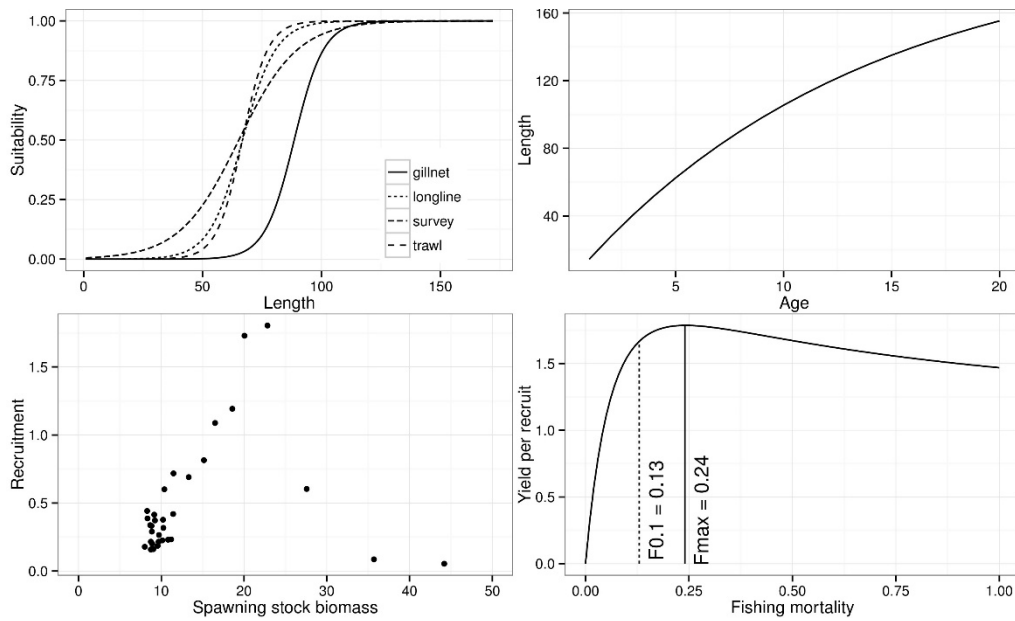 1.00
0.75
0.50
0.25
0.00
Suitability
0
50
100
150
Length
gillnet
longline
survey
trawl
160
120
80
40
Length
5
10
15
20
Age
1.5
1.0
0.5
0.0
Recruitment
0
10
20
30
40
50
Spawning stock biomass
1.5
1.0
0.5
0.0
Yield per recruit
F0.1 = 0.13
Fmax = 0.24
0.00
0.25
0.50
0.75
1.00
Fishing mortality